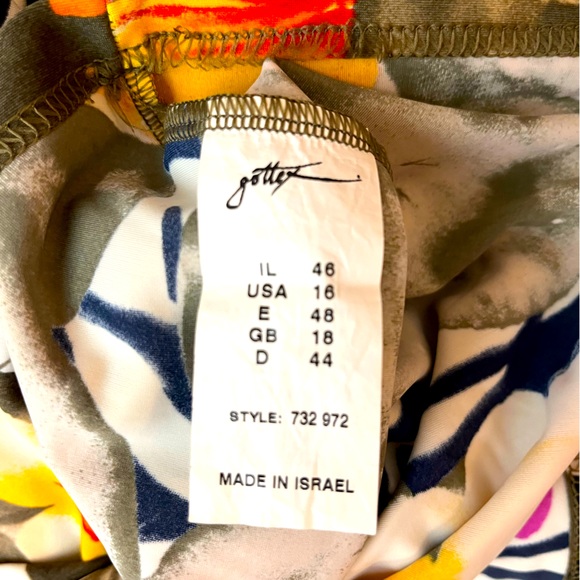 gottex
IL 46
USA 16
E 48
GB 18
D 44
STYLE: 732 972
MADE IN ISRAEL